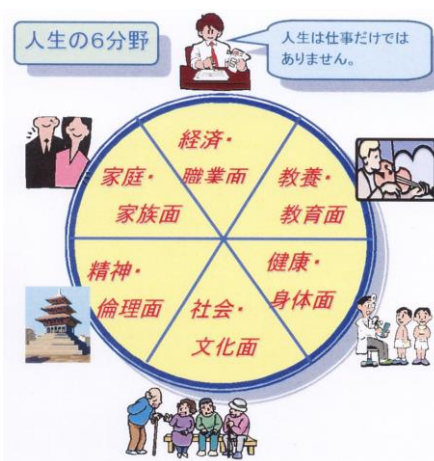 人生の6分野
人生は仕事だけでは
ありません。
経済・
職業面
教養・
教育面
健康・
身体面
社会・
文化面
精神・
倫理面
家庭・
家族面